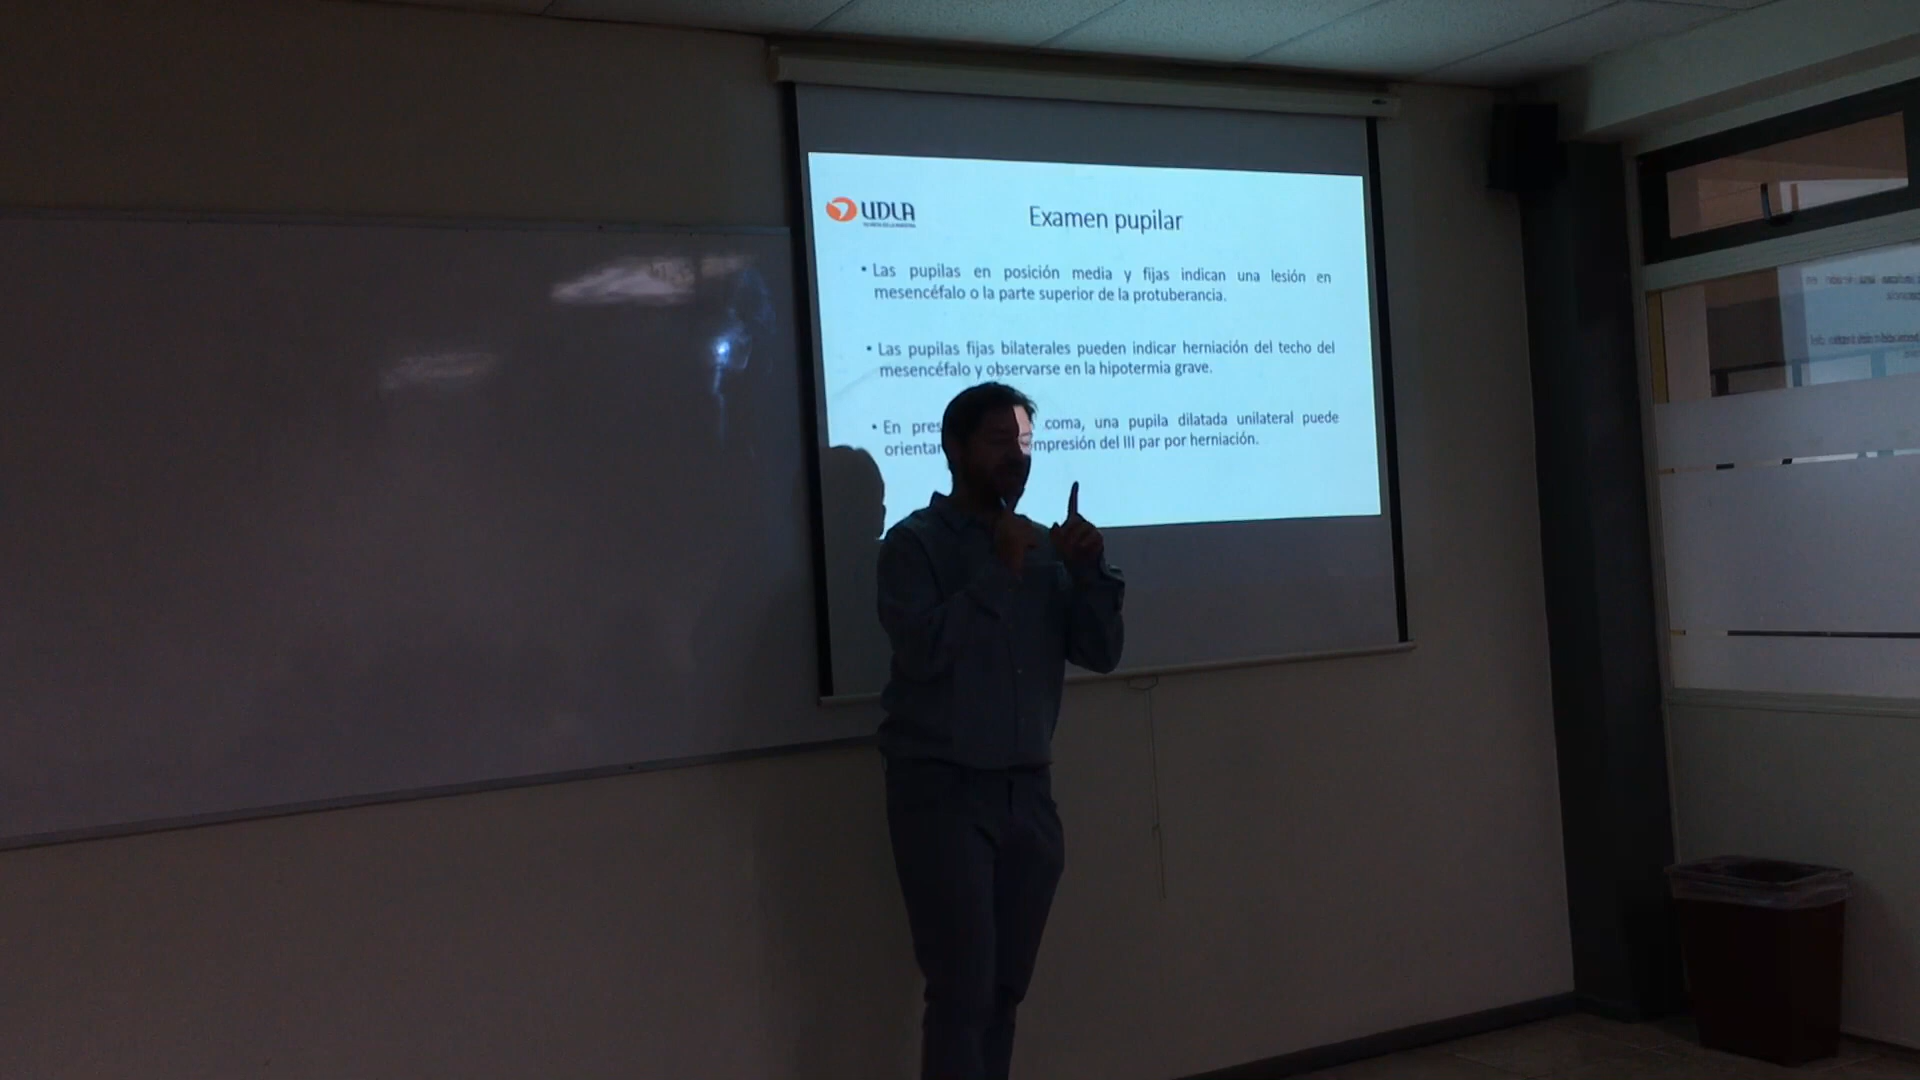 UDLA
Examen pupilar
• Las pupilas en posición media y fijas indican una lesión en
mesencéfalo o la parte superior de la protuberancia.
• Las pupilas fijas bilaterales pueden indicar herniación del techo del
mesencéfalo y observarse en la hipotermia grave.
• En pres coma, una pupila dilatada unilateral puede
orientar mpresión del III par por herniación.